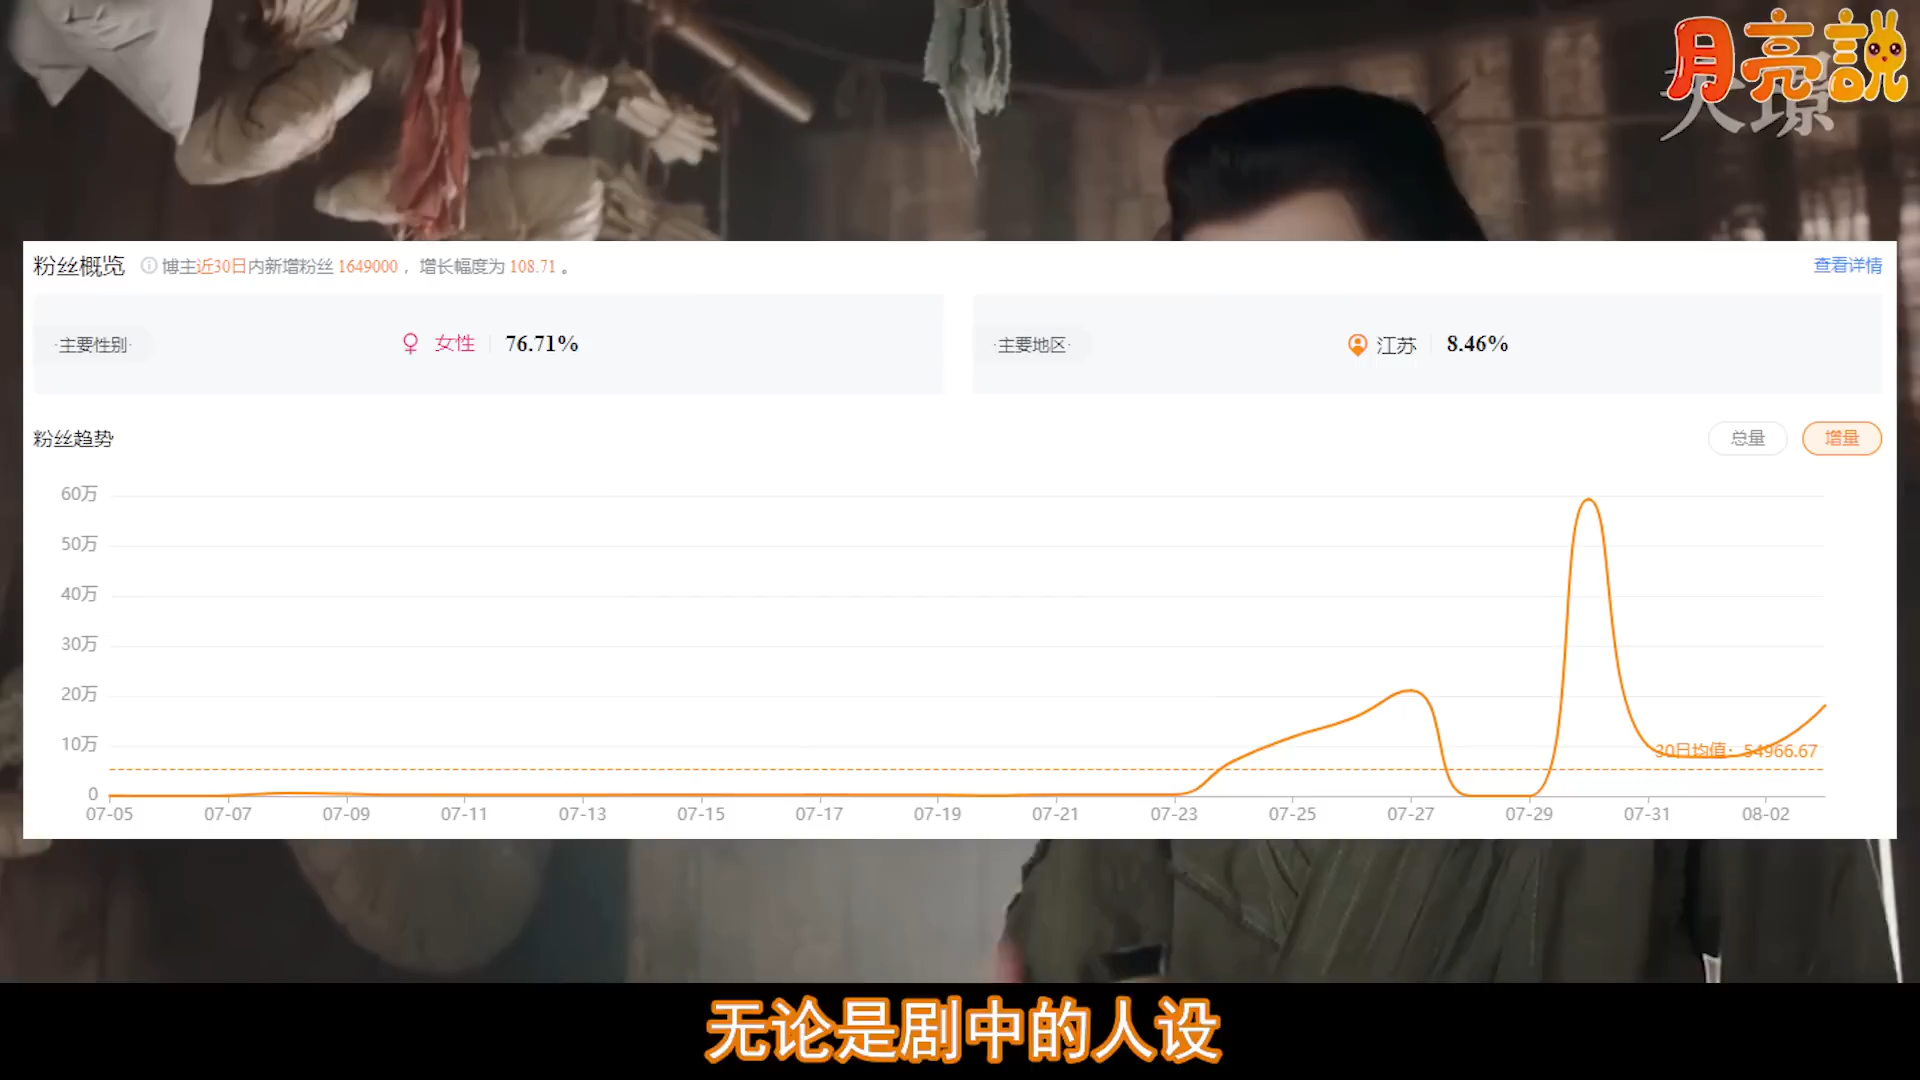 月亮説
大璟
粉丝概览 博主近30日内新增粉丝 1649000 ，增长幅度为 108.71 。
查看详情
·主要性别·
女性 76.71%
·主要地区·
江苏 8.46%
粉丝趋势
总量 增量
60万
50万
40万
30万
20万
10万
0
30日均值：54966.67
07-05 07-07 07-09 07-11 07-13 07-15 07-17 07-19 07-21 07-23 07-25 07-27 07-29 07-31 08-02
无论是剧中的人设